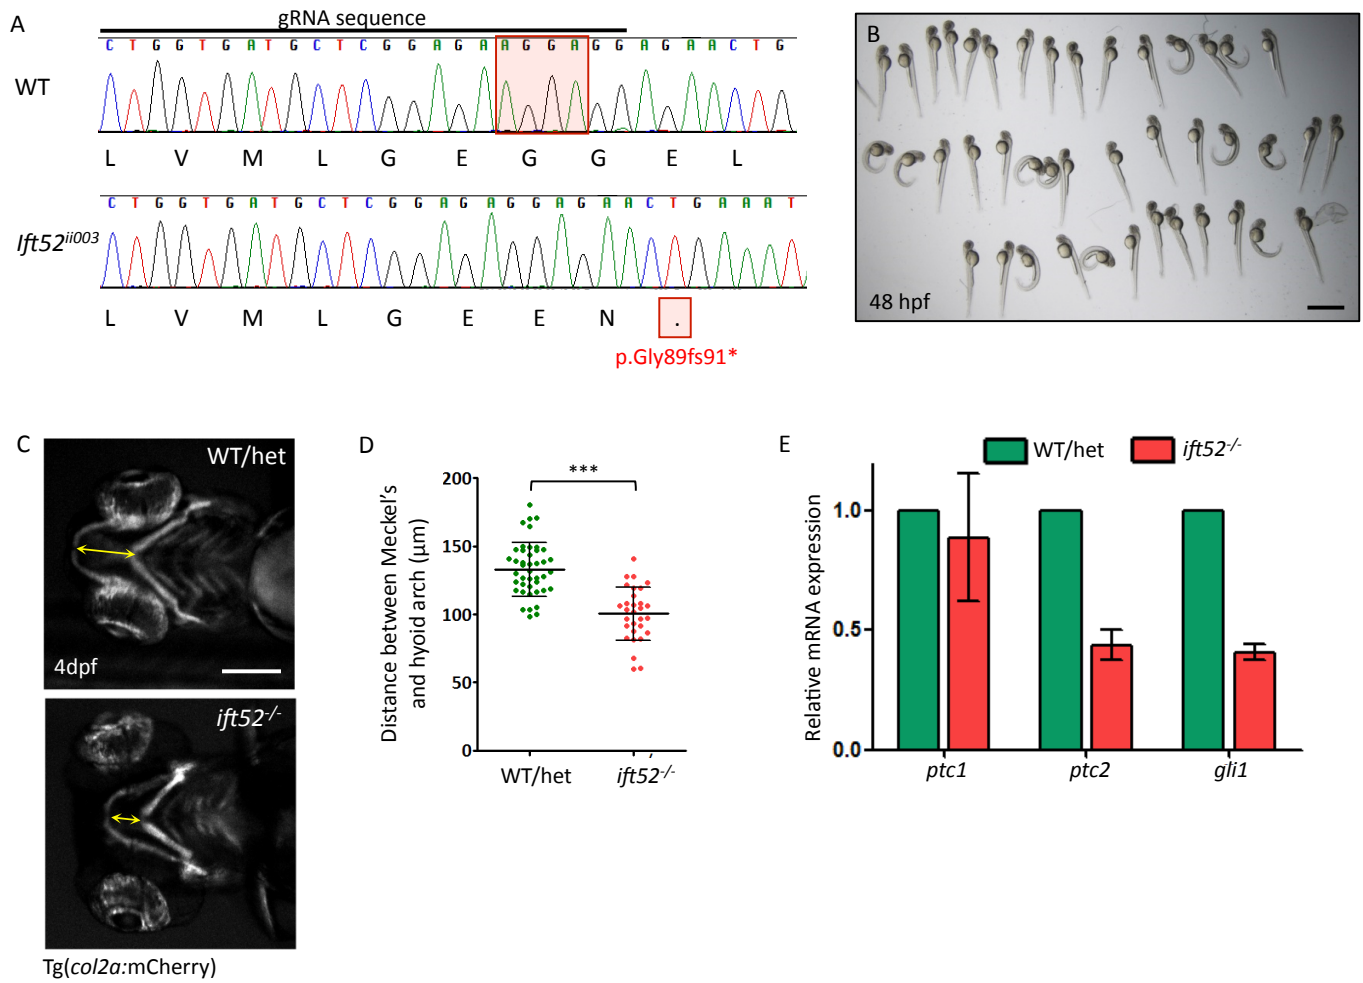 A
gRNA sequence
C T G G T G A T G C T C G G A G A A G G A G G A G A A C T G
WT
L V M L G E G G E L
C T G G T G A T G C T C G G A G A G G A G A A C T G A A A T
Ift52ii003
L V M L G E E N .
p.Gly89fs91*
B
48 hpf
C
WT/het
4dpf
ift52-/-
Tg(col2a:mCherry)
D
***
Distance between Meckel's
and hyoid arch (μm)
200
150
100
50
0
WT/het ift52-/-
E
WT/het ift52-/-
Relative mRNA expression
1.0
0.5
0.0
ptc1 ptc2 gli1